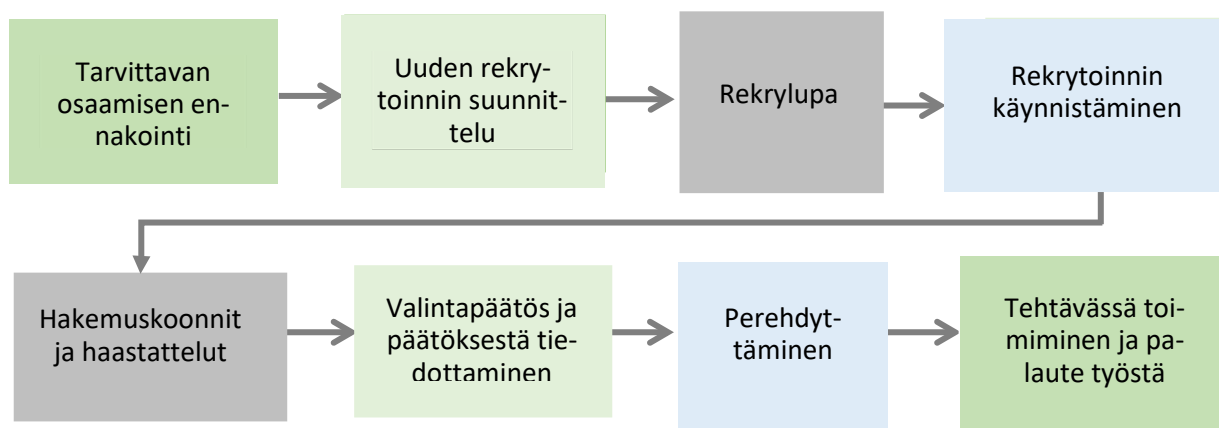 Tarvittavan
osaamisen en-
nakointi
Uuden rekry-
toinnin suunnit-
telu
Rekrylupa
Rekrytoinnin
käynnistäminen
Hakemuskoonnit
ja haastattelut
Valintapäätös ja
päätöksestä tie-
dottaminen
Perehdyt-
täminen
Tehtävässä toi-
miminen ja pa-
laute työstä